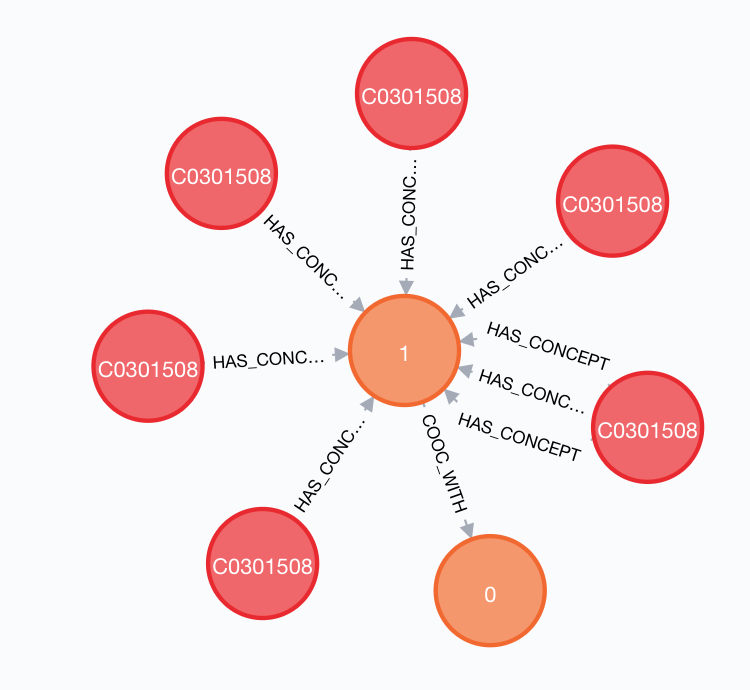 C0301508
C0301508
C0301508
HAS_CONC...
HAS_CONC...
HAS_CONC...
1
HAS_CONCEPT
C0301508
HAS_CONC...
HAS_CONC...
C0301508
HAS_CONCEPT
HAS_CONC...
COOC_WITH
C0301508
0